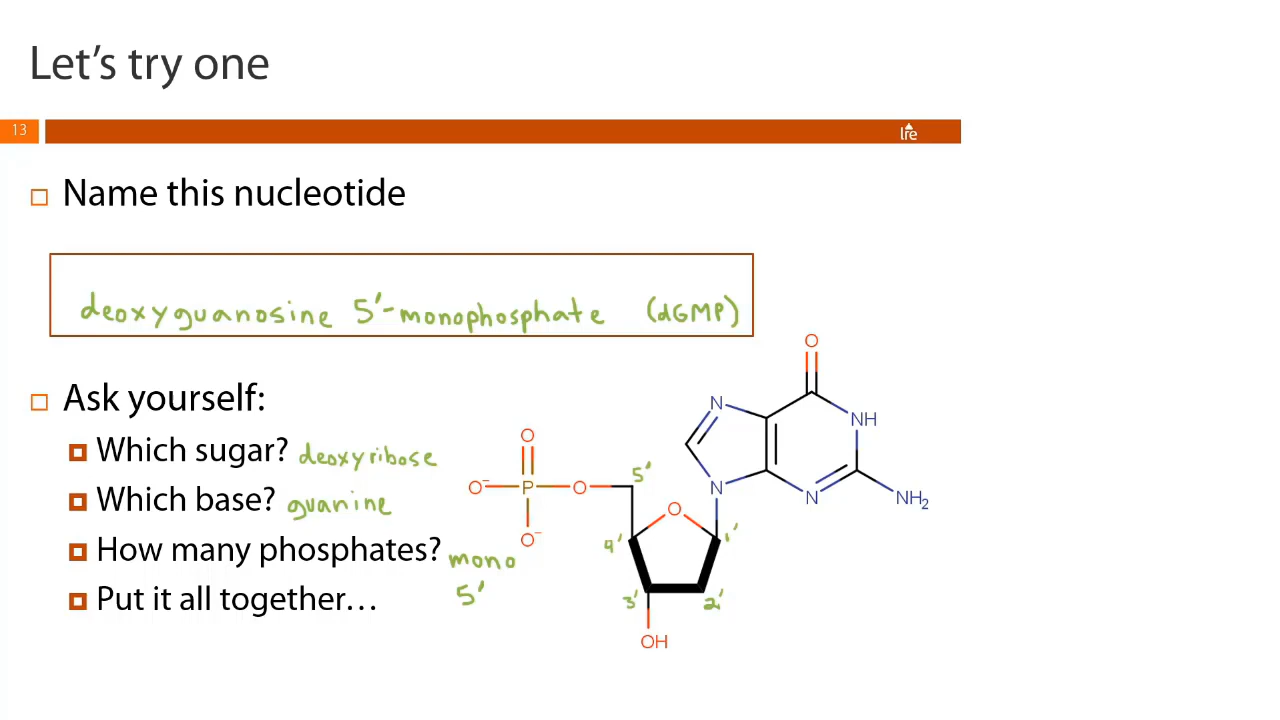 Let's try one
13
lre
Name this nucleotide
deoxyguanosine 5'-monophosphate (dGMP)
Ask yourself:
Which sugar? deoxyribose
Which base? guanine
How many phosphates? mono
5'
Put it all together…
O
N
NH
O
O⁻
P
O
5'
N
N
NH₂
O
O⁻
4'
1'
3'
2'
OH